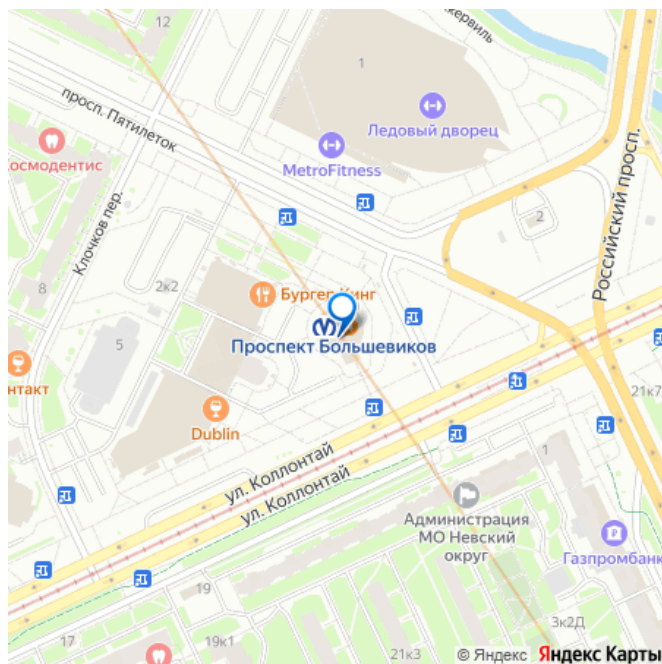 12
кервиль
1
просп. Пятилеток
Ледовый дворец
MetroFitness
Космодентис
Российский просп.
Клочков пер.
2
8
2к2
Бургер Кинг
Проспект Большевиков
5
нтакт
21к7
Dublin
ул. Коллонтай
ул. Коллонтай
1
Администрация
МО Невский
округ
Газпромбанк
19
3к2Д
17
19к1
21к3
© Яндекс Яндекс Карты